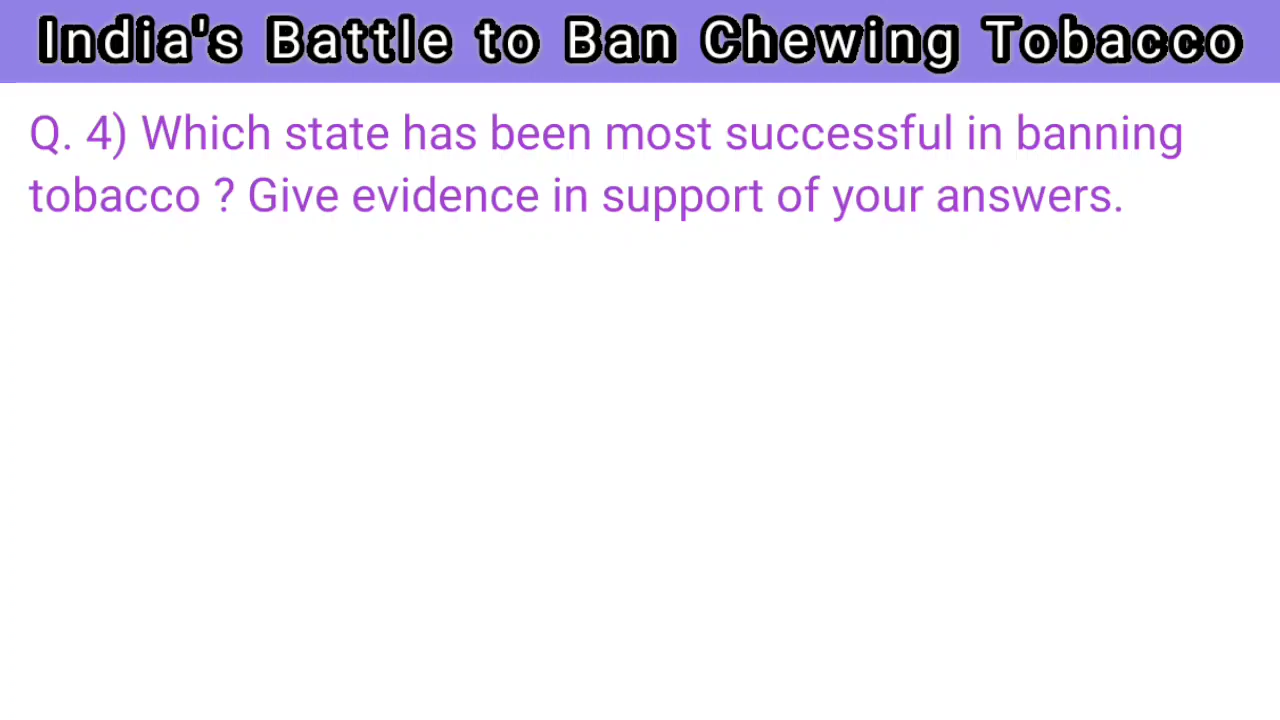 India's Battle to Ban Chewing Tobacco
Q. 4) Which state has been most successful in banning
tobacco ? Give evidence in support of your answers.